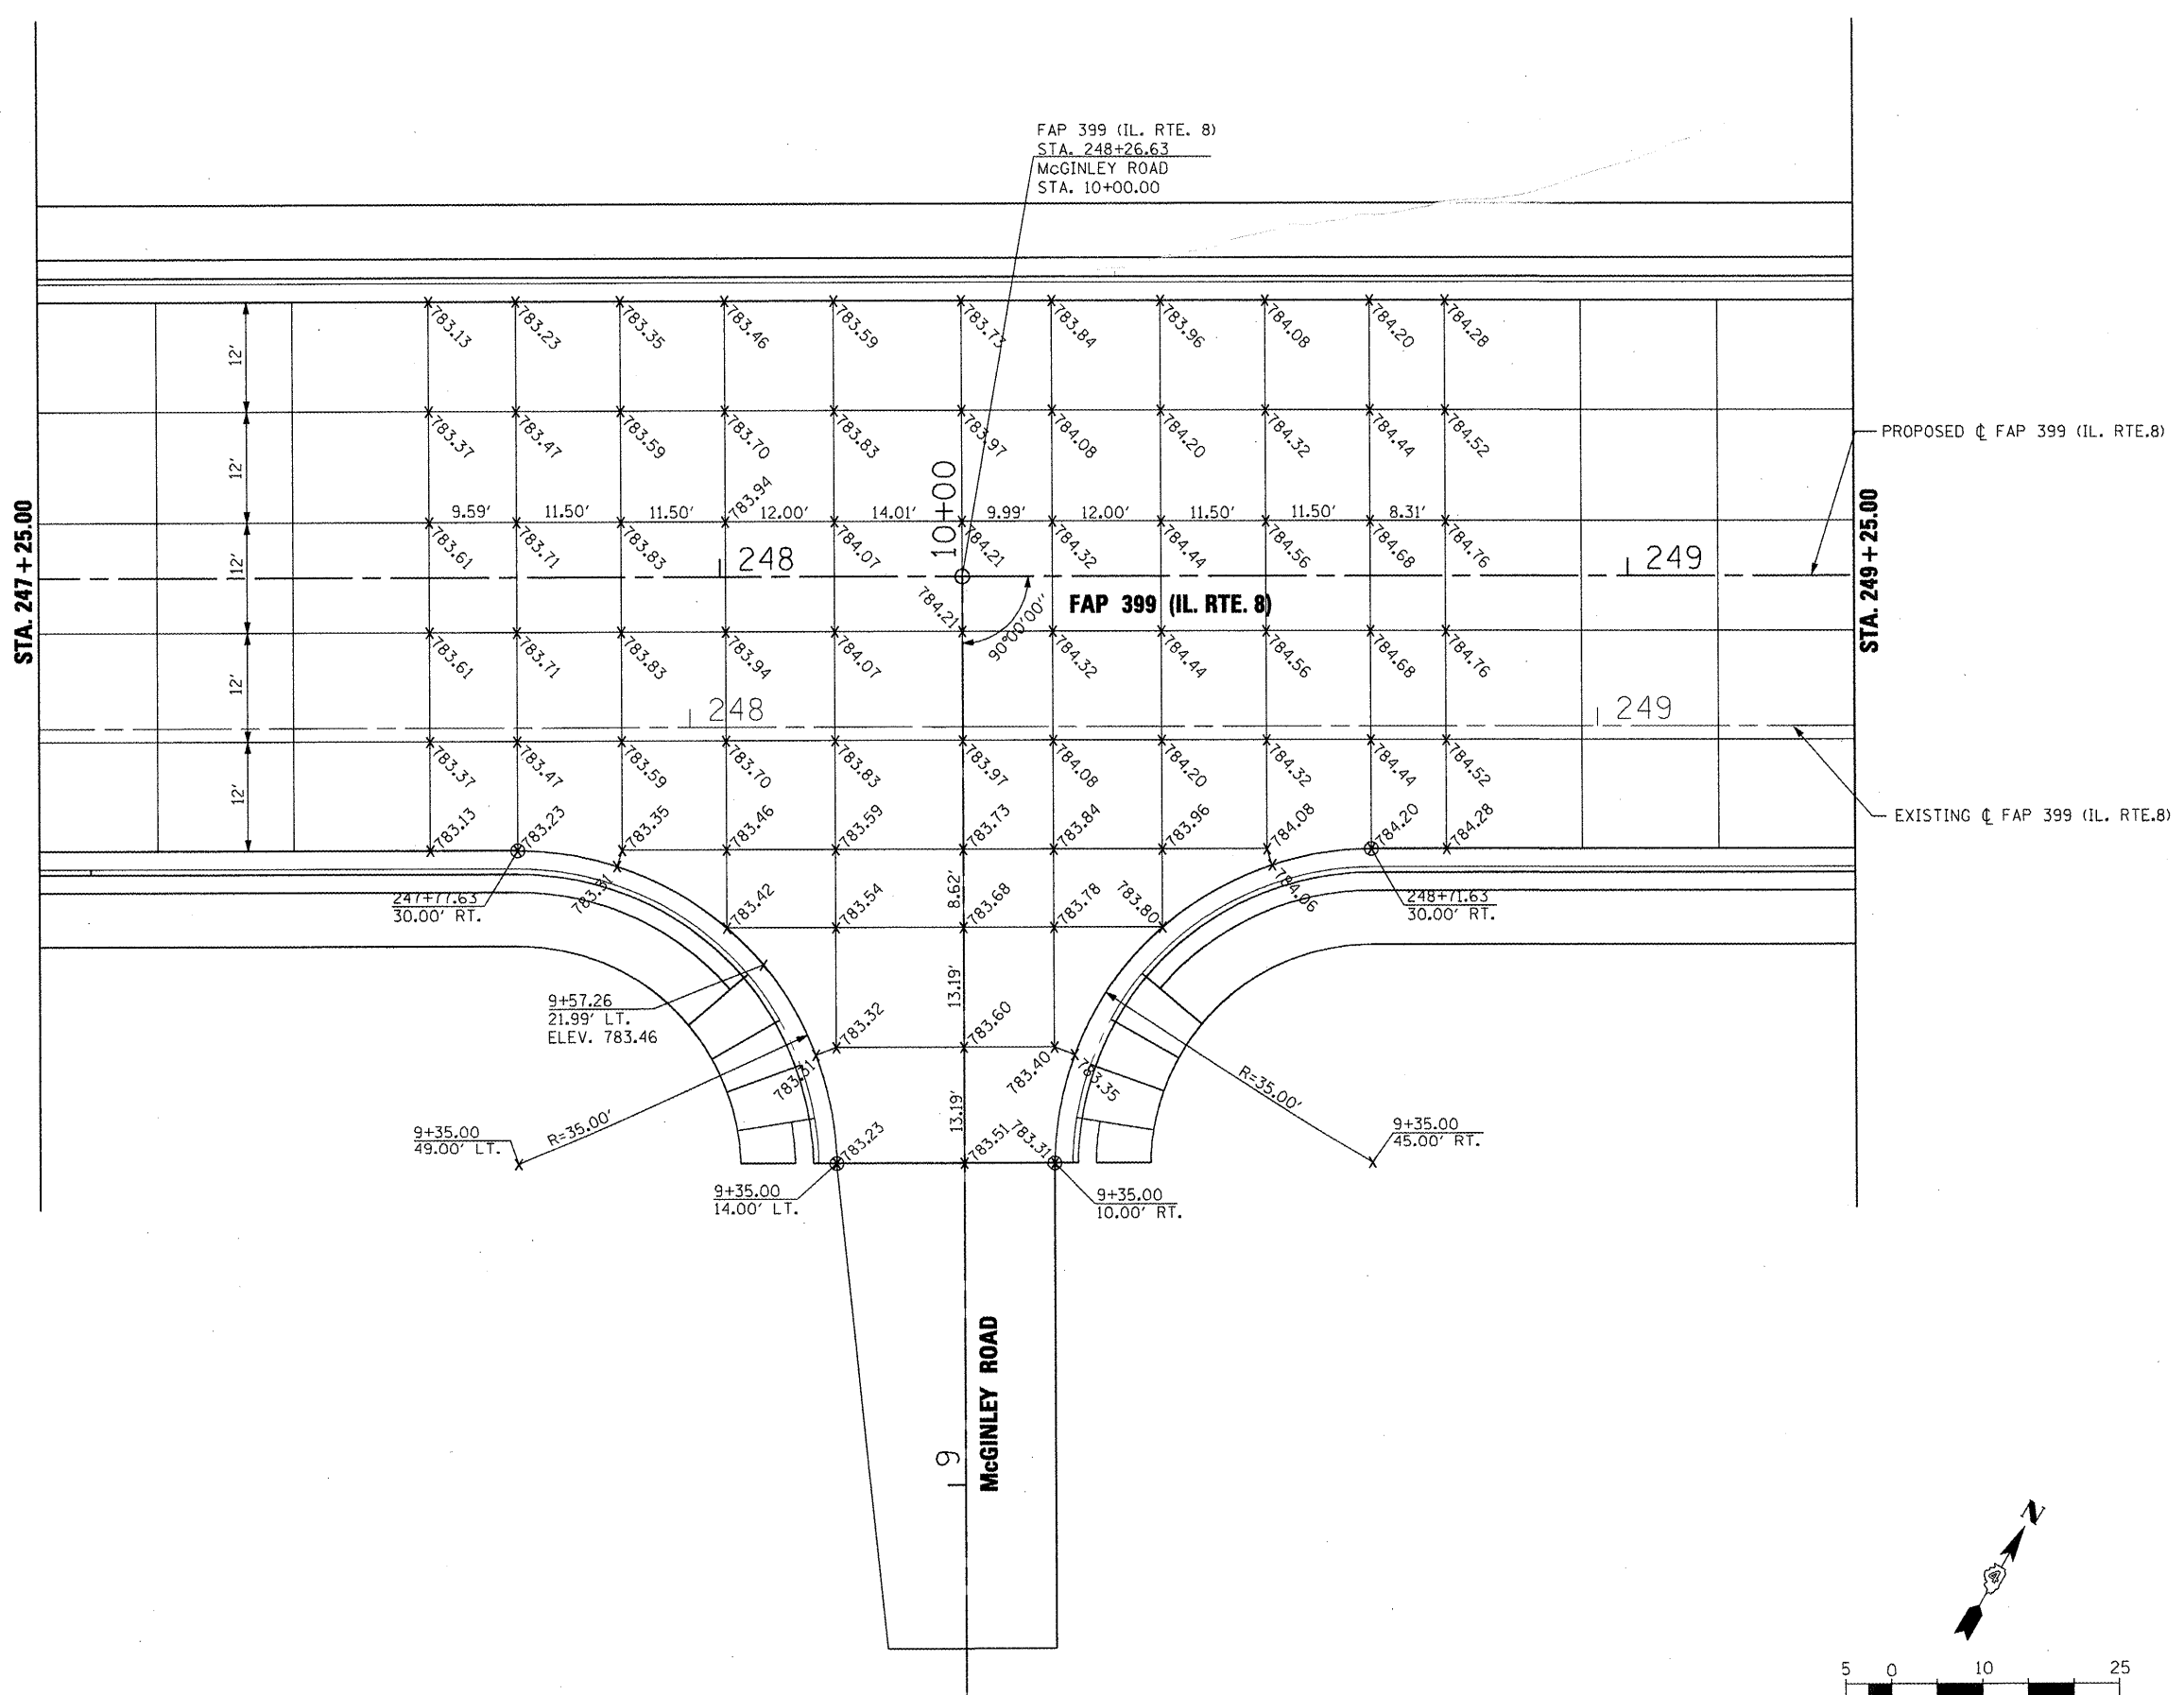 FAP 399 (IL. RTE. 8)
STA. 248+26.63
McGINLEY ROAD
STA. 10+00.00
783.13 783.23 783.35 783.46 783.59 783.73 783.84 783.96 784.08 784.20 784.28
12'
783.37 783.47 783.59 783.70 783.83 783.97 784.08 784.20 784.32 784.44 784.52
PROPOSED ℄ FAP 399 (IL. RTE.8)
12'
783.94
10+00
9.59' 11.50' 11.50' 12.00' 14.01' 9.99' 12.00' 11.50' 11.50' 8.31'
783.61 783.71 783.83 784.07 784.21 784.32 784.44 784.56 784.68 784.76
STA. 247+25.00
STA. 249+25.00
12'
248
249
FAP 399 (IL. RTE. 8)
784.21
90°00'00"
783.61 783.71 783.83 783.94 784.07 784.32 784.44 784.56 784.68 784.76
12'
248
249
783.37 783.47 783.59 783.70 783.83 783.97 784.08 784.20 784.32 784.44 784.52
12'
783.13 783.23 783.35 783.46 783.59 783.73 783.84 783.96 784.08 784.20 784.28
EXISTING ℄ FAP 399 (IL. RTE.8)
783.31
8.62'
784.06
247+77.63
30.00' RT.
248+71.63
30.00' RT.
783.42 783.54 783.68 783.78 783.80
13.19'
9+57.26
21.99' LT.
ELEV. 783.46
783.32 783.60
783.31 783.40 783.35
R=35.00'
R=35.00'
13.19'
9+35.00
49.00' LT.
9+35.00
45.00' RT.
783.23 783.51 783.31
9+35.00
14.00' LT.
9+35.00
10.00' RT.
McGINLEY ROAD
9
N
4
5 0 10 25